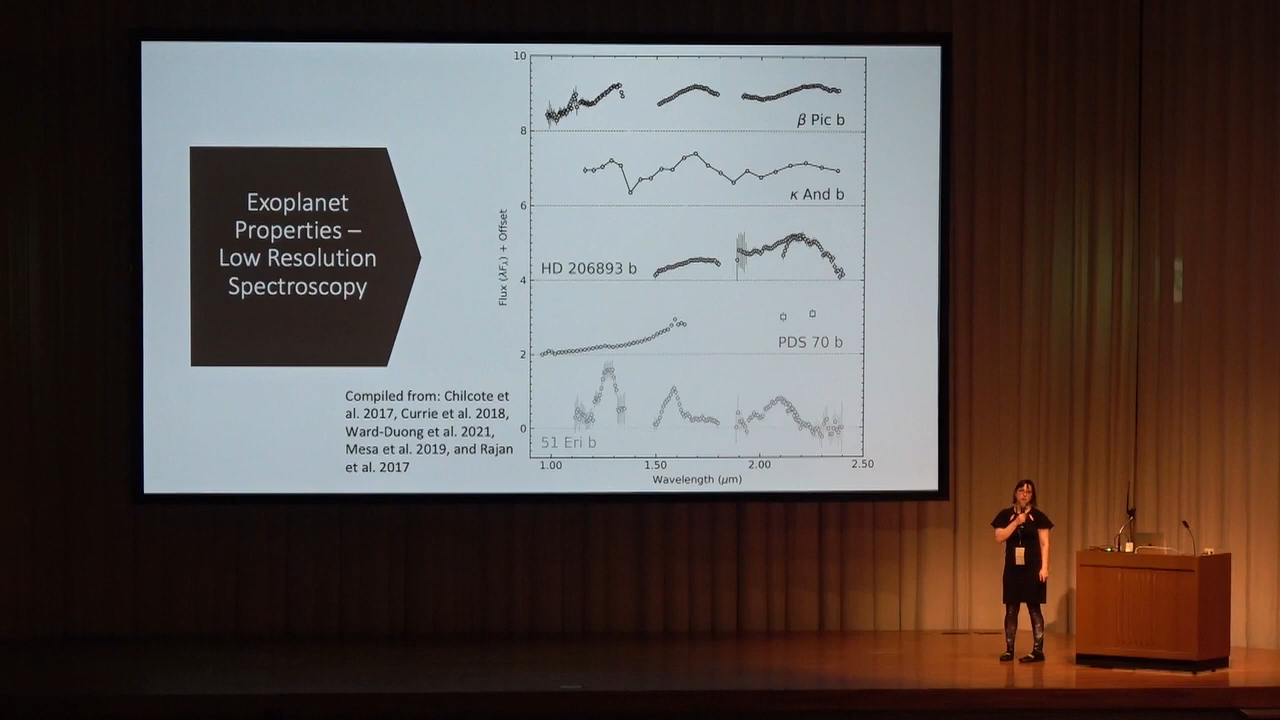 Exoplanet
Properties –
Low Resolution
Spectroscopy
Compiled from: Chilcote et
al. 2017, Currie et al. 2018,
Ward-Duong et al. 2021,
Mesa et al. 2019, and Rajan
et al. 2017
10
8
6
4
2
0
Flux (λFλ) + Offset
β Pic b
κ And b
HD 206893 b
PDS 70 b
51 Eri b
1.00
1.50
2.00
2.50
Wavelength (μm)